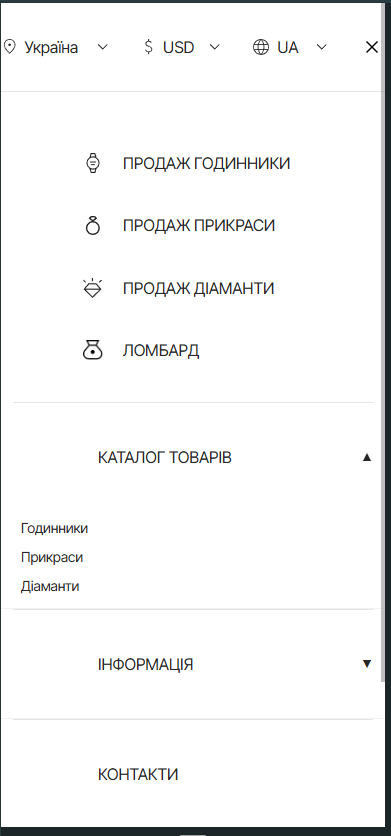 Україна USD UA
ПРОДАЖ ГОДИННИКИ
ПРОДАЖ ПРИКРАСИ
ПРОДАЖ ДІАМАНТИ
ЛОМБАРД
КАТАЛОГ ТОВАРІВ
Годинники
Прикраси
Діаманти
ІНФОРМАЦІЯ
КОНТАКТИ